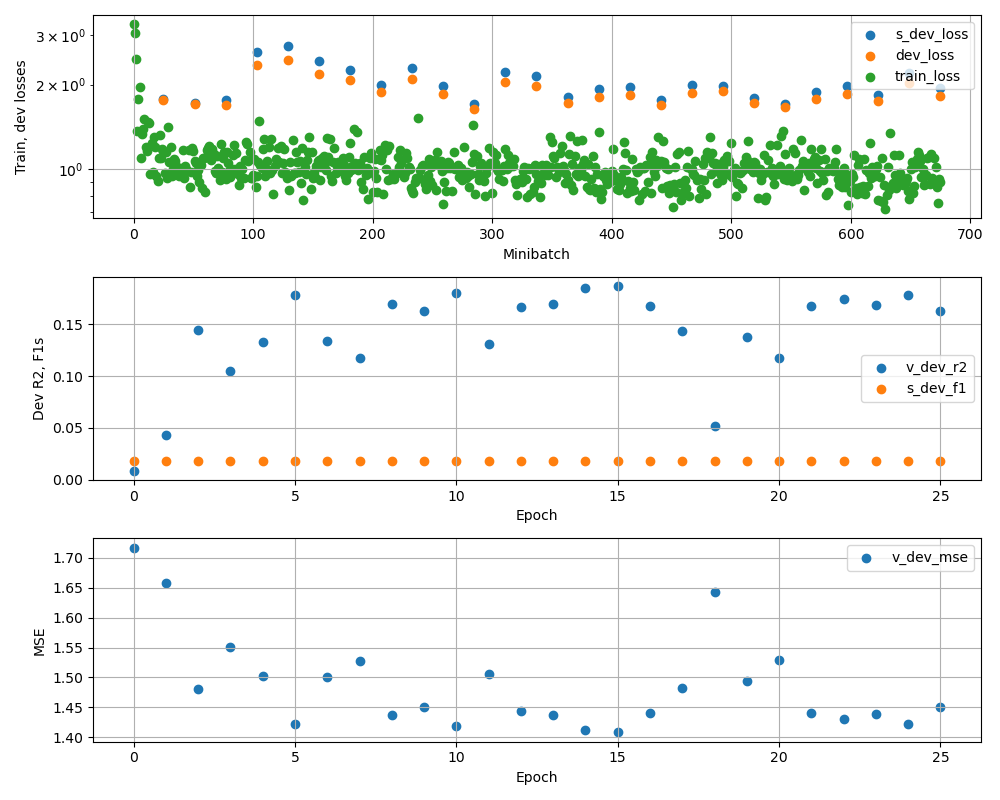 Train, dev losses
3 × 10⁰
2 × 10⁰
10⁰
s_dev_loss
dev_loss
train_loss
0 100 200 300 400 500 600 700
Minibatch
Dev R2, F1s
0.15
0.10
0.05
0.00
v_dev_r2
s_dev_f1
0 5 10 15 20 25
Epoch
MSE
1.70
1.65
1.60
1.55
1.50
1.45
1.40
v_dev_mse
0 5 10 15 20 25
Epoch